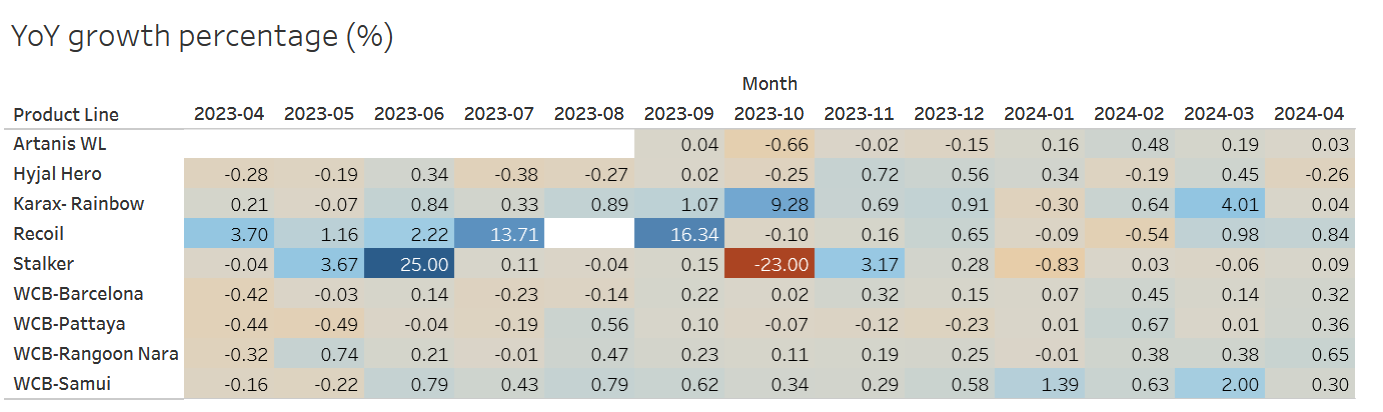 YoY growth percentage (%)
Month
Product Line 2023-04 2023-05 2023-06 2023-07 2023-08 2023-09 2023-10 2023-11 2023-12 2024-01 2024-02 2024-03 2024-04
Artanis WL 0.04 -0.66 -0.02 -0.15 0.16 0.48 0.19 0.03
Hyjal Hero -0.28 -0.19 0.34 -0.38 -0.27 0.02 -0.25 0.72 0.56 0.34 -0.19 0.45 -0.26
Karax- Rainbow 0.21 -0.07 0.84 0.33 0.89 1.07 9.28 0.69 0.91 -0.30 0.64 4.01 0.04
Recoil 3.70 1.16 2.22 13.71 16.34 -0.10 0.16 0.65 -0.09 -0.54 0.98 0.84
Stalker -0.04 3.67 25.00 0.11 -0.04 0.15 -23.00 3.17 0.28 -0.83 0.03 -0.06 0.09
WCB-Barcelona -0.42 -0.03 0.14 -0.23 -0.14 0.22 0.02 0.32 0.15 0.07 0.45 0.14 0.32
WCB-Pattaya -0.44 -0.49 -0.04 -0.19 0.56 0.10 -0.07 -0.12 -0.23 0.01 0.67 0.01 0.36
WCB-Rangoon Nara -0.32 0.74 0.21 -0.01 0.47 0.23 0.11 0.19 0.25 -0.01 0.38 0.38 0.65
WCB-Samui -0.16 -0.22 0.79 0.43 0.79 0.62 0.34 0.29 0.58 1.39 0.63 2.00 0.30